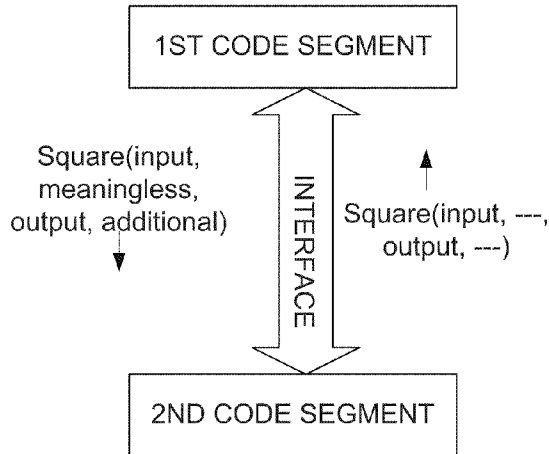 1ST CODE SEGMENT
Square(input,
meaningless,
output, additional)
INTERFACE
Square(input, ---,
output, ---)
2ND CODE SEGMENT